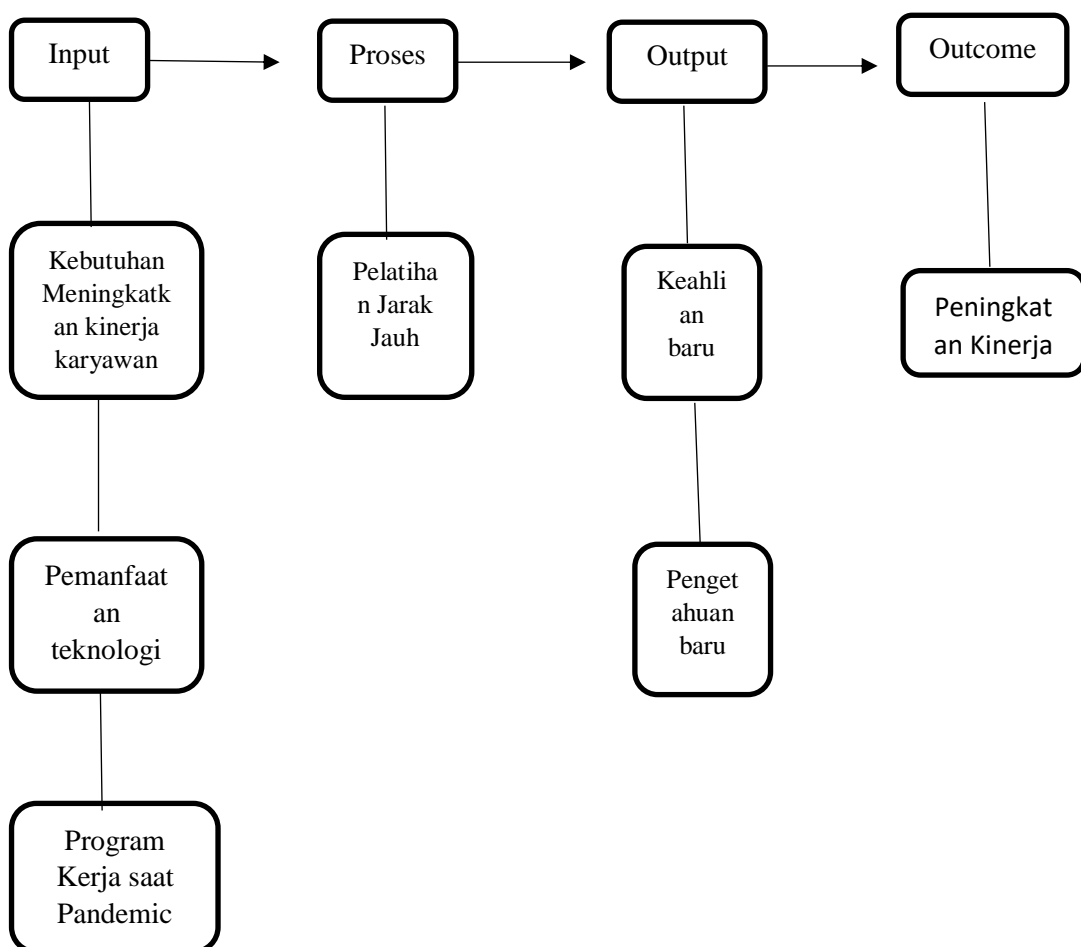 Input
Proses
Output
Outcome
Kebutuhan
Meningkatk
an kinerja
karyawan
Pelatiha
n Jarak
Jauh
Keahli
an
baru
Peningkat
an Kinerja
Pemanfaat
an
teknologi
Penget
ahuan
baru
Program
Kerja saat
Pandemic